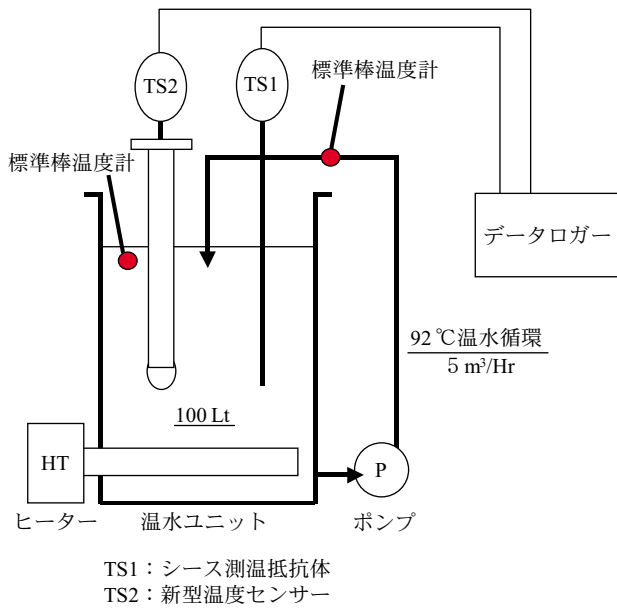 TS2
TS1
標準棒温度計
標準棒温度計
データロガー
92℃温水循環
5 m³/Hr
100 Lt
HT
P
ヒーター
温水ユニット
ポンプ
TS1：シース測温抵抗体
TS2：新型温度センサー